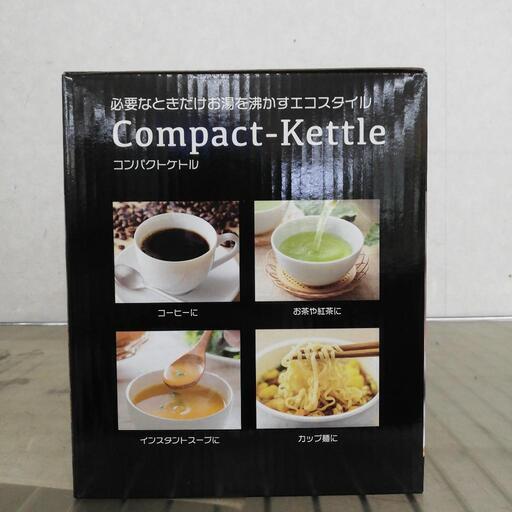 必要なときだけお湯を沸かすエコスタイル
Compact-Kettle
コンパクトケトル
コーヒーに
お茶や紅茶に
インスタントスープに
カップ麺に